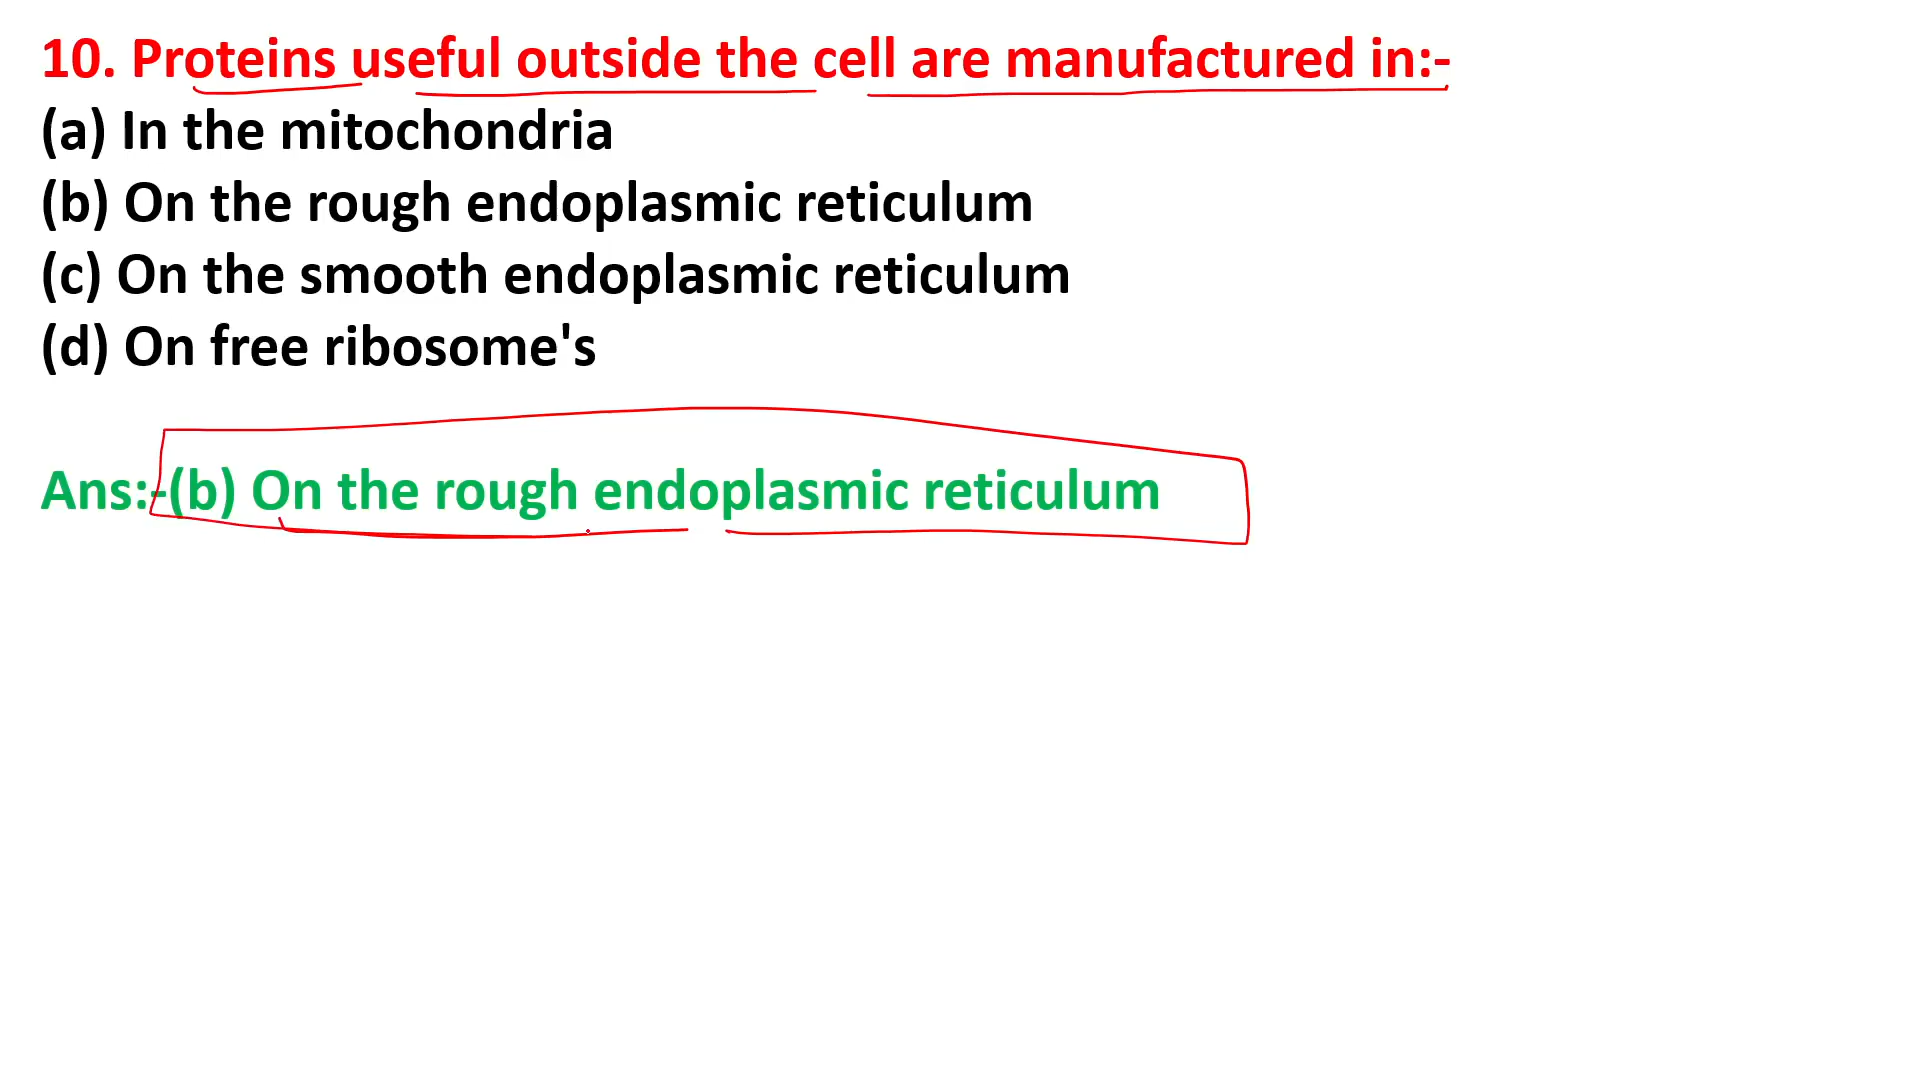 10. Proteins useful outside the cell are manufactured in:-
(a) In the mitochondria
(b) On the rough endoplasmic reticulum
(c) On the smooth endoplasmic reticulum
(d) On free ribosome's
Ans:-(b) On the rough endoplasmic reticulum